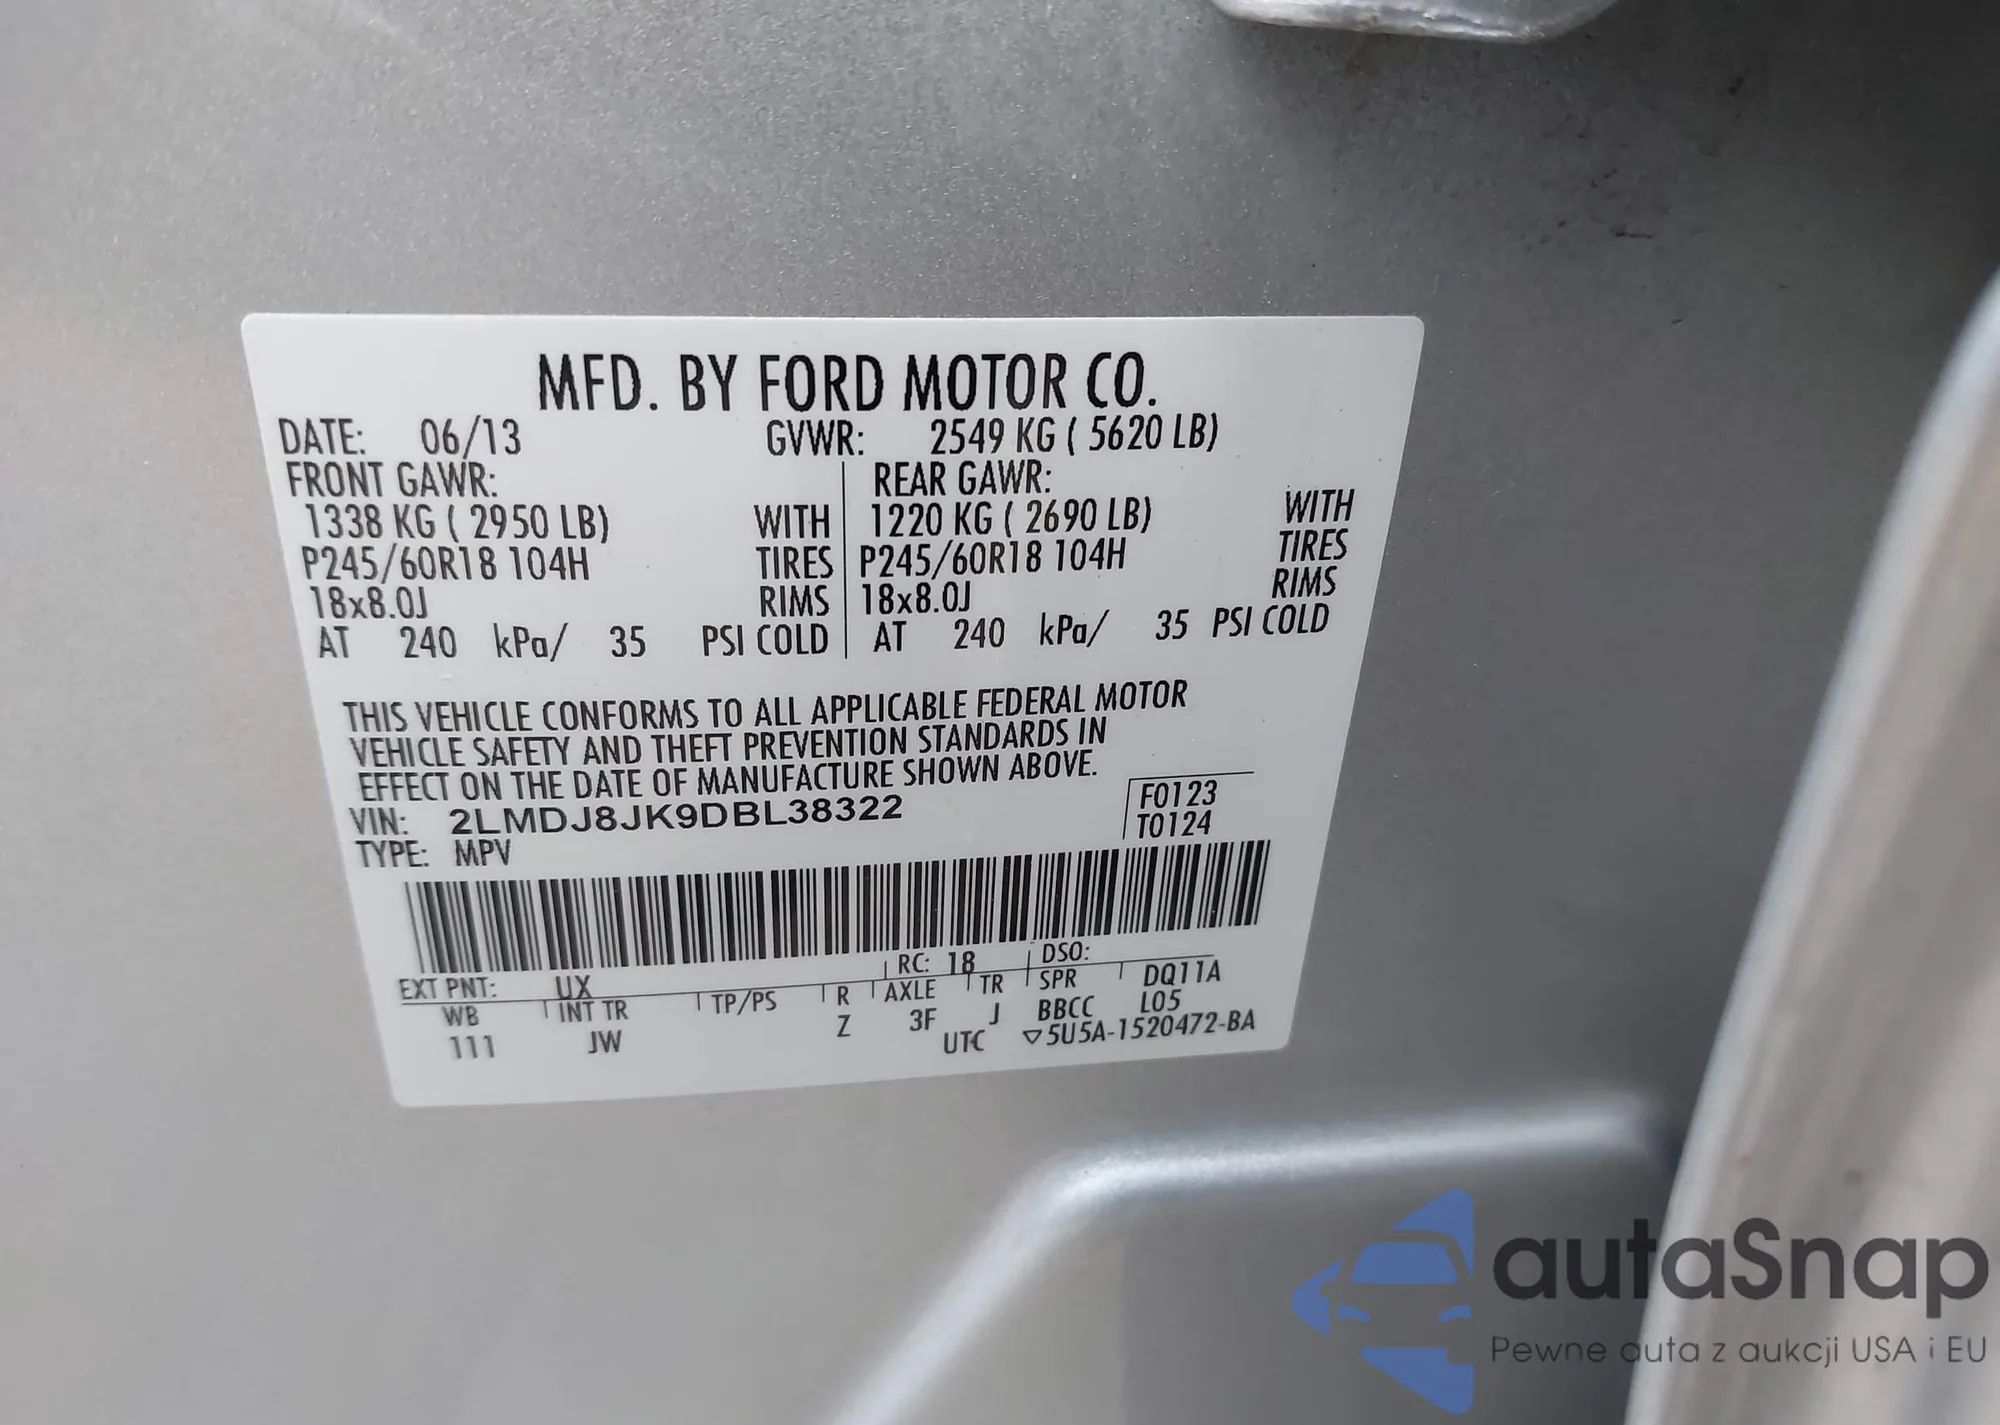 MFD. BY FORD MOTOR CO.
DATE: 06/13 GVWR: 2549 KG ( 5620 LB)
FRONT GAWR: REAR GAWR:
1338 KG ( 2950 LB) WITH 1220 KG ( 2690 LB) WITH
P245/60R18 104H TIRES P245/60R18 104H TIRES
18x8.0J RIMS 18x8.0J RIMS
AT 240 kPa/ 35 PSI COLD AT 240 kPa/ 35 PSI COLD
THIS VEHICLE CONFORMS TO ALL APPLICABLE FEDERAL MOTOR
VEHICLE SAFETY AND THEFT PREVENTION STANDARDS IN
EFFECT ON THE DATE OF MANUFACTURE SHOWN ABOVE.
VIN: 2LMDJ8JK9DBL38322 F0123
TYPE: MPV T0124
EXT PNT: UX RC: 18 DSO:
WB INT TR TP/PS R AXLE TR SPR DQ11A
111 JW Z 3F J BBCC L05
UTC ▽5U5A-1520472-BA
autaSnap
Pewne auta z aukcji USA i EU